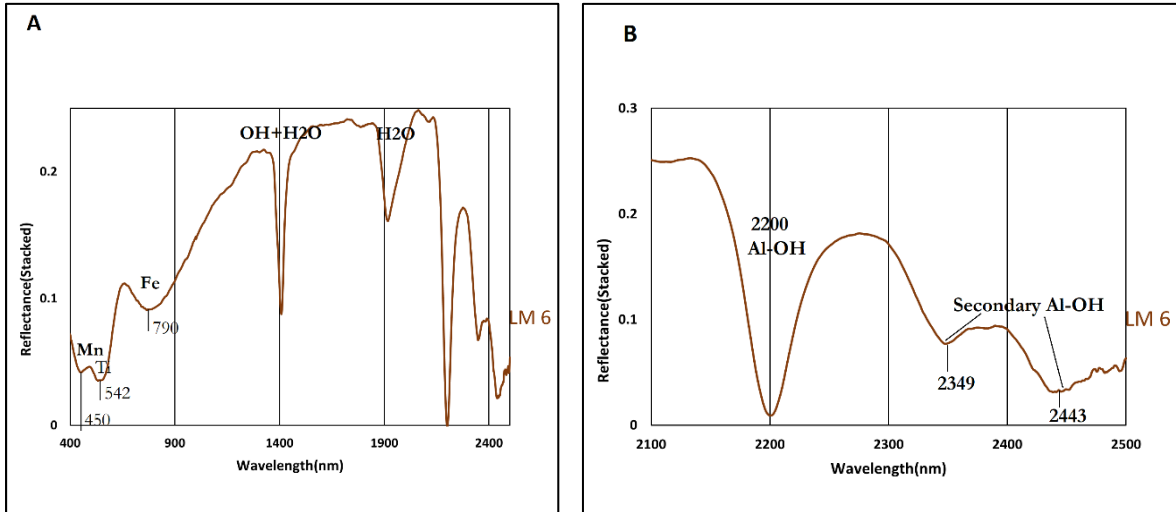 A
Reflectance(Stacked)
0.2
0.1
0
OH+H2O
H2O
Fe
790
Mn
Ti
542
450
LM 6
400
900
1400
1900
2400
Wavelength(nm)
B
Reflectance(Stacked)
0.3
0.2
0.1
0
2200
Al-OH
Secondary Al-OH
LM 6
2349
2443
2100
2200
2300
2400
2500
Wavelength(nm)